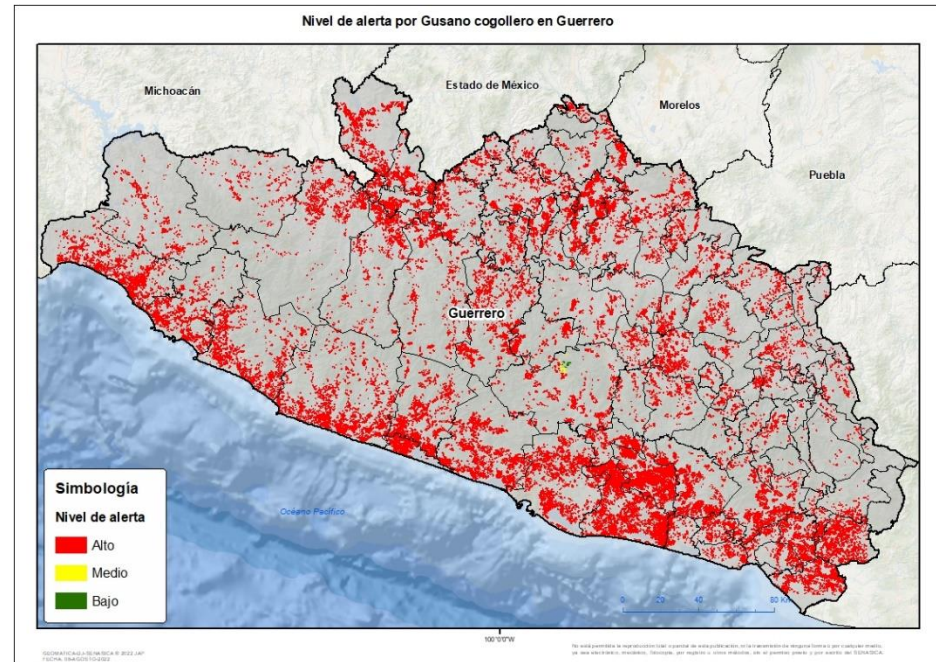 Nivel de alerta por Gusano cogollero en Guerrero
Michoacán
Estado de México
Morelos
Puebla
Guerrero
Océano Pacífico
Simbología
Nivel de alerta
Alto
Medio
Bajo
0 20 40 80 Km
100°0'0"W